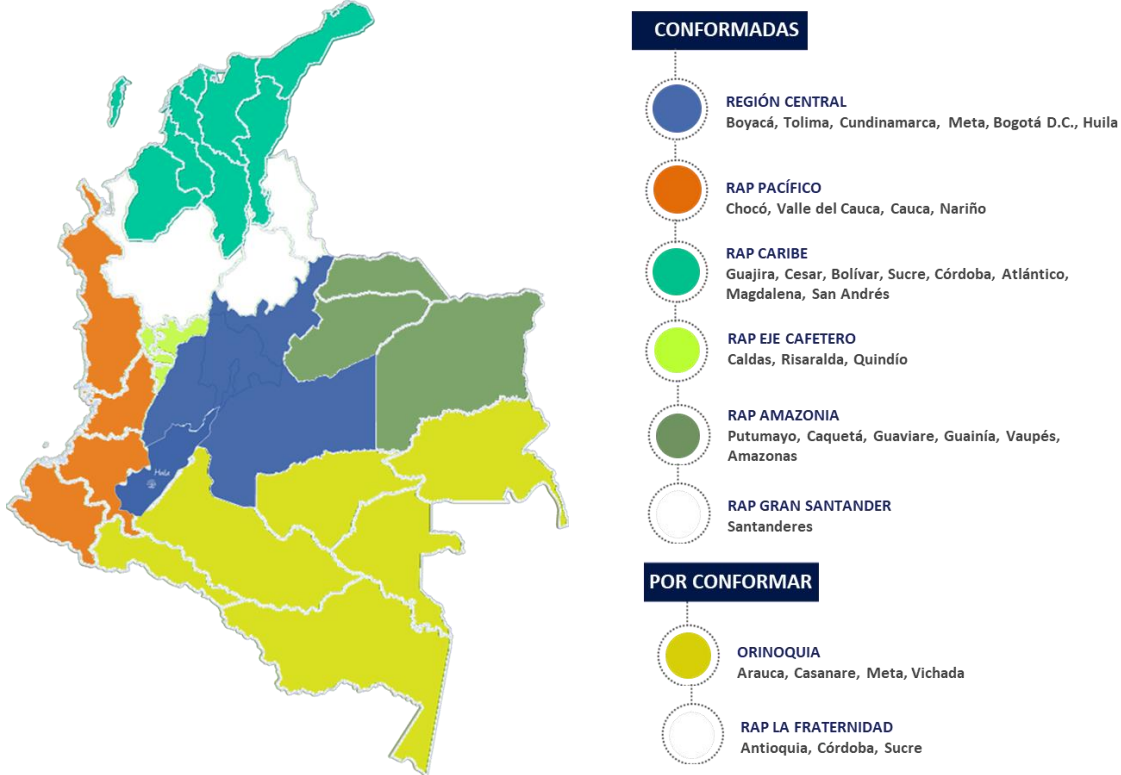 CONFORMADAS
REGIÓN CENTRAL
Boyacá, Tolima, Cundinamarca, Meta, Bogotá D.C., Huila
RAP PACÍFICO
Chocó, Valle del Cauca, Cauca, Nariño
RAP CARIBE
Guajira, Cesar, Bolívar, Sucre, Córdoba, Atlántico,
Magdalena, San Andrés
RAP EJE CAFETERO
Caldas, Risaralda, Quindío
RAP AMAZONIA
Putumayo, Caquetá, Guaviare, Guainía, Vaupés,
Amazonas
RAP GRAN SANTANDER
Santanderes
POR CONFORMAR
ORINOQUIA
Arauca, Casanare, Meta, Vichada
RAP LA FRATERNIDAD
Antioquia, Córdoba, Sucre
Huila